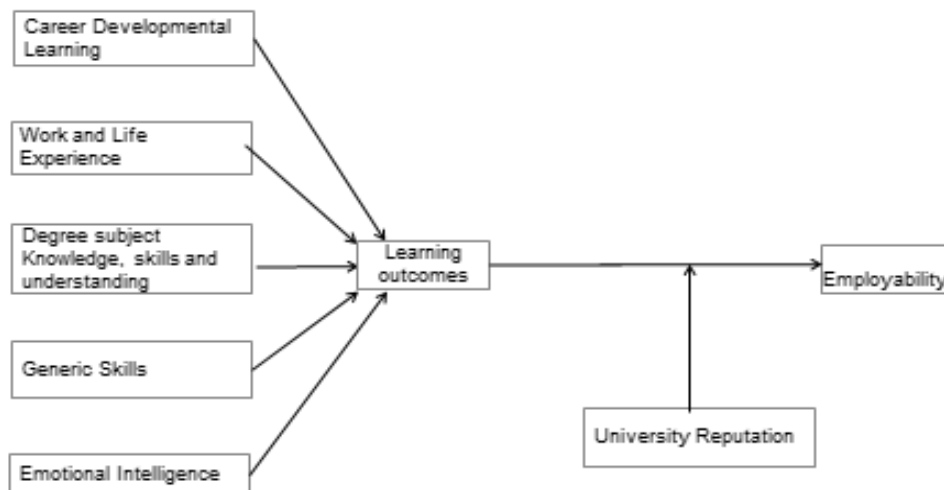 Career Developmental
Learning
Work and Life
Experience
Degree subject
Knowledge, skills and
understanding
Generic Skills
Emotional Intelligence
Learning
outcomes
Employability
University Reputation